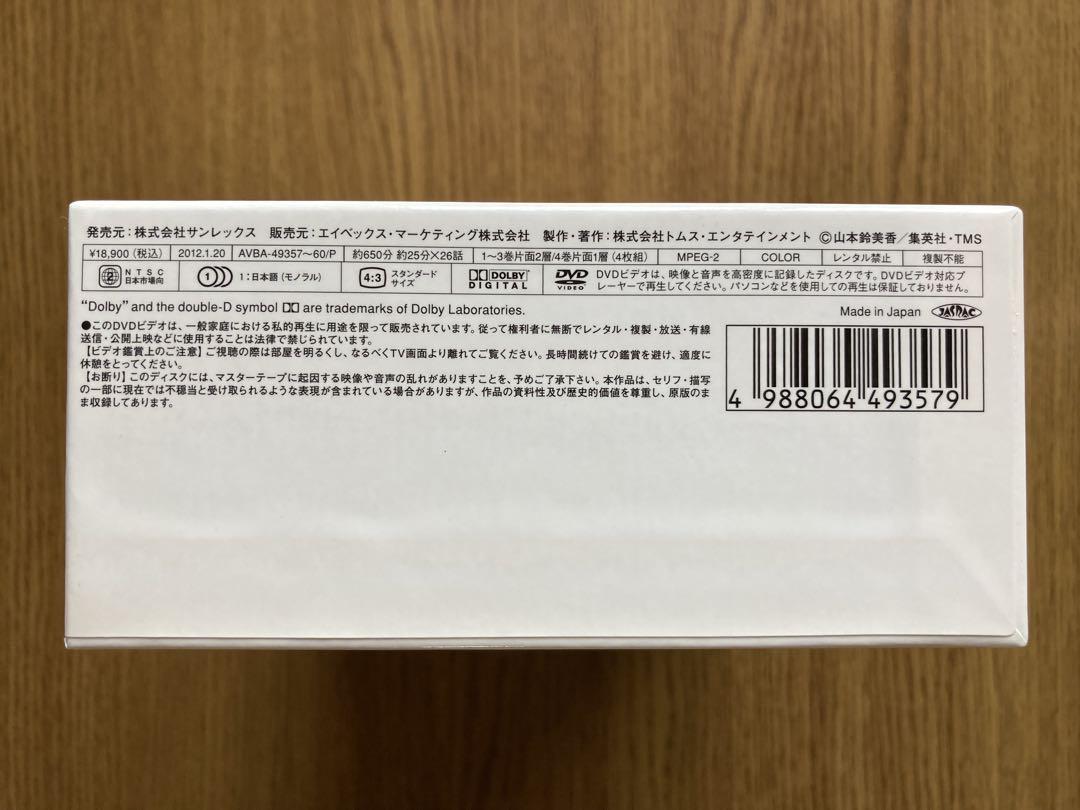 発売元：株式会社サンレックス 販売元：エイベックス・マーケティング株式会社 製作・著作：株式会社トムス・エンタテインメント ©山本鈴美香／集英社・TMS
¥18,900（税込） 2012.1.20 AVBA-49357～60/P 約650分 約25分×26話 1～3巻片面2層/4巻片面1層（4枚組） MPEG-2 COLOR レンタル禁止 複製不能
2 NTSC 日本市場向 1 1：日本語（モノラル） 4:3 スタンダードサイズ DOLBY DIGITAL DVD VIDEO DVDビデオは、映像と音声を高密度に記録したディスクです。DVDビデオ対応プ
レーヤーで再生してください。パソコンなどを使用しての再生は保証しておりません。
“Dolby” and the double-D symbol are trademarks of Dolby Laboratories.
Made in Japan JASRAC
●このDVDビデオは、一般家庭における私的再生に用途を限って販売されています。従って権利者に無断でレンタル・複製・放送・有線
送信・公開上映などに使用することは法律で禁じられています。
【ビデオ鑑賞上のご注意】ご視聴の際は部屋を明るくし、なるべくTV画面より離れてご覧ください。長時間続けての鑑賞を避け、適度に
休憩をとってください。
【お断り】このディスクには、マスターテープに起因する映像や音声の乱れがありますことを、予めご了承下さい。本作品は、セリフ・描写
の一部に現在では不穏当と受け取られるような表現が含まれている場合がありますが、作品の資料性及び歴史的価値を尊重し、原版のま
ま収録してあります。
4 988064 493579